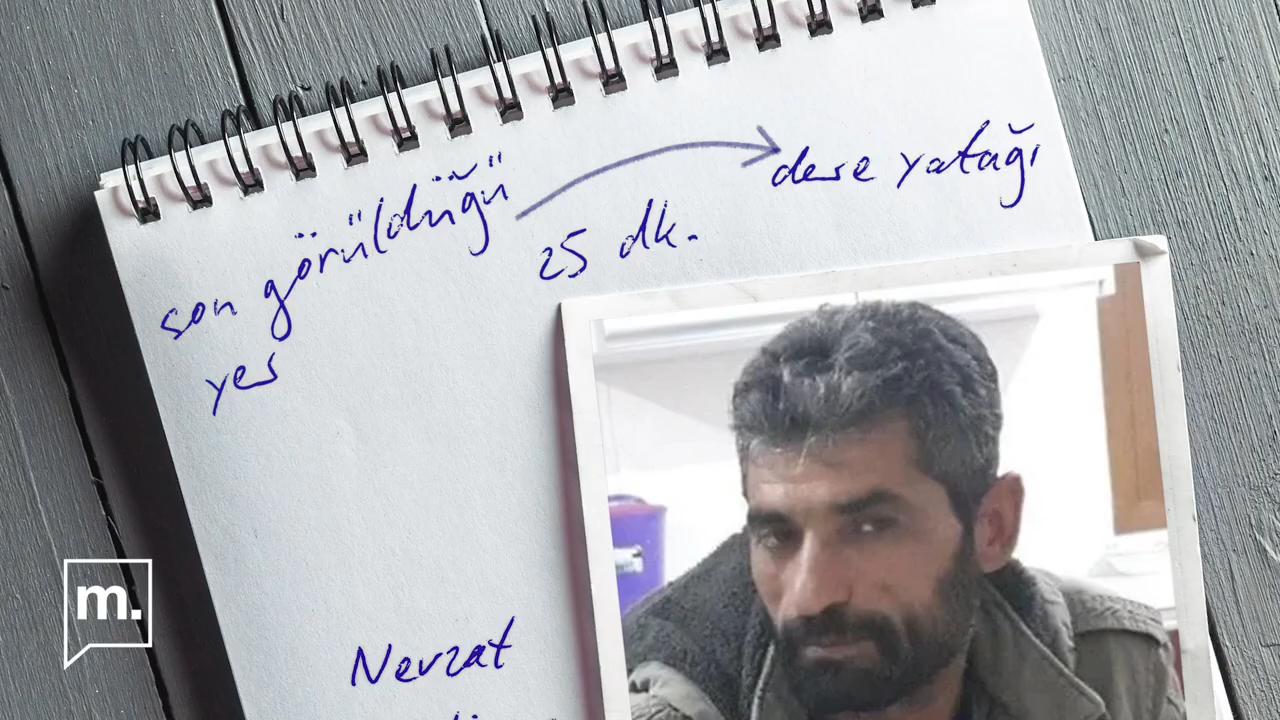 son görüldüğü
yer
25 dk.
dere yatağı
Nevzat
m.